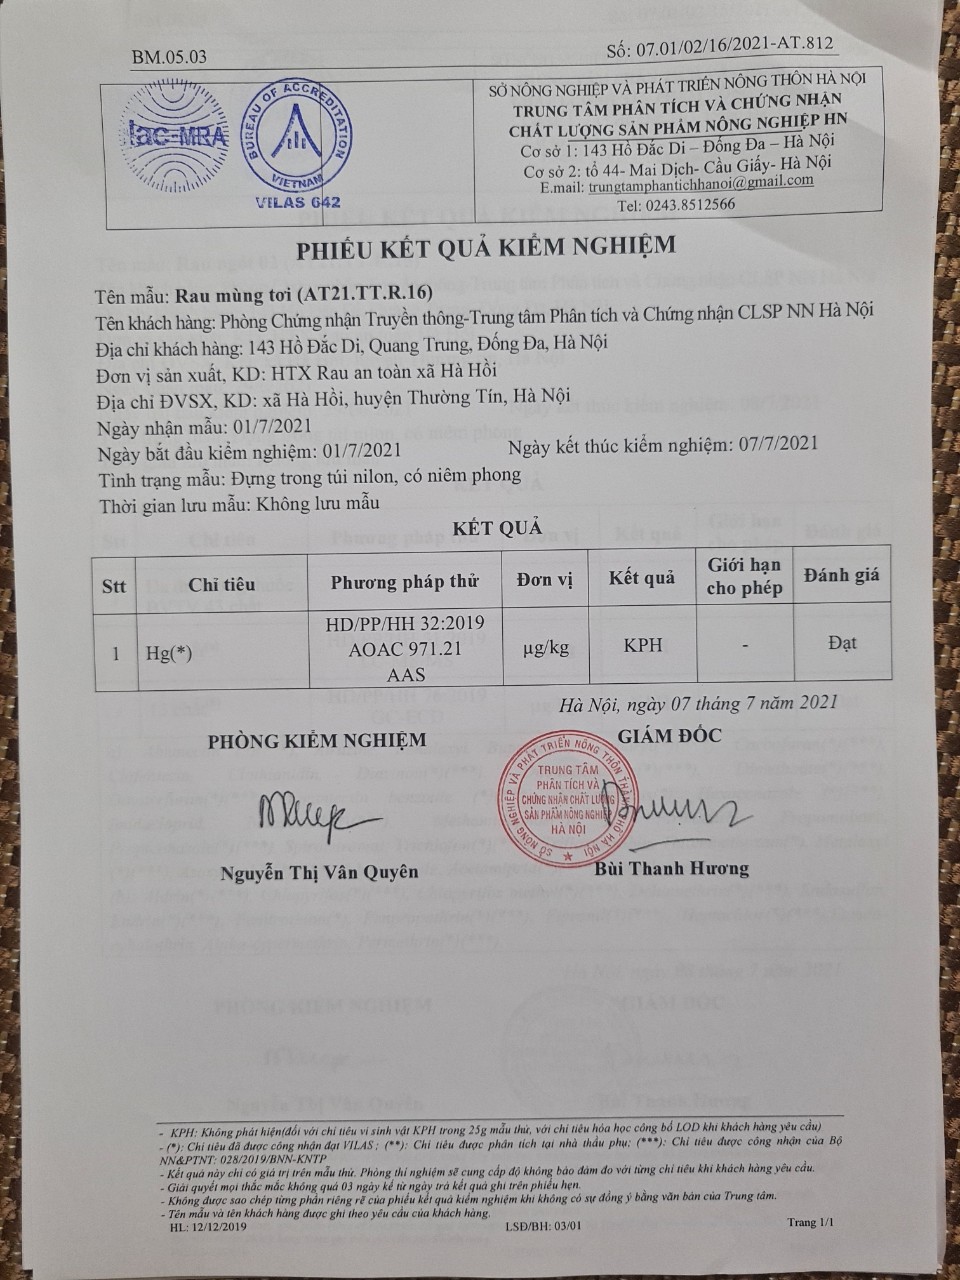 BM.05.03
Số: 07.01/02/16/2021-AT.812
ilac-MRA
BUREAU OF ACCREDITATION
VIETNAM
VILAS 642
SỞ NÔNG NGHIỆP VÀ PHÁT TRIỂN NÔNG THÔN HÀ NỘI
TRUNG TÂM PHÂN TÍCH VÀ CHỨNG NHẬN
CHẤT LƯỢNG SẢN PHẨM NÔNG NGHIỆP HN
Cơ sở 1: 143 Hồ Đắc Di – Đống Đa – Hà Nội
Cơ sở 2: tổ 44- Mai Dịch- Cầu Giấy- Hà Nội
E.mail: trungtamphantichhanoi@gmail.com
Tel: 0243.8512566
PHIẾU KẾT QUẢ KIỂM NGHIỆM
Tên mẫu: Rau mùng tơi (AT21.TT.R.16)
Tên khách hàng: Phòng Chứng nhận Truyền thông-Trung tâm Phân tích và Chứng nhận CLSP NN Hà Nội
Địa chỉ khách hàng: 143 Hồ Đắc Di, Quang Trung, Đống Đa, Hà Nội
Đơn vị sản xuất, KD: HTX Rau an toàn xã Hà Hồi
Địa chỉ ĐVSX, KD: xã Hà Hồi, huyện Thường Tín, Hà Nội
Ngày nhận mẫu: 01/7/2021
Ngày bắt đầu kiểm nghiệm: 01/7/2021 Ngày kết thúc kiểm nghiệm: 07/7/2021
Tình trạng mẫu: Đựng trong túi nilon, có niêm phong
Thời gian lưu mẫu: Không lưu mẫu
KẾT QUẢ
Stt Chỉ tiêu Phương pháp thử Đơn vị Kết quả Giới hạn cho phép Đánh giá
1 Hg(*) HD/PP/HH 32:2019 AOAC 971.21 AAS µg/kg KPH - Đạt
Hà Nội, ngày 07 tháng 7 năm 2021
PHÒNG KIỂM NGHIỆM
GIÁM ĐỐC
SỞ NÔNG NGHIỆP VÀ PHÁT TRIỂN NÔNG THÔN THÀNH PHỐ HÀ NỘI
TRUNG TÂM
PHÂN TÍCH VÀ
CHỨNG NHẬN CHẤT LƯỢNG
SẢN PHẨM NÔNG NGHIỆP
HÀ NỘI
Nguyễn Thị Vân Quyên
Bùi Thanh Hương
- KPH: Không phát hiện(đối với chỉ tiêu vi sinh vật KPH trong 25g mẫu thử, với chỉ tiêu hóa học công bố LOD khi khách hàng yêu cầu)
- (*): Chỉ tiêu đã được công nhận đạt VILAS ; (**): Chỉ tiêu được phân tích tại nhà thầu phụ; (***): Chỉ tiêu được công nhận của Bộ
NN&PTNT: 028/2019/BNN-KNTP
- Kết quả này chỉ có giá trị trên mẫu thử. Phòng thí nghiệm sẽ cung cấp độ không bảo đảm đo với từng chỉ tiêu khi khách hàng yêu cầu.
- Giải quyết mọi thắc mắc không quá 03 ngày kể từ ngày trả kết quả ghi trên phiếu hẹn.
- Không được sao chép từng phần riêng rẽ của phiếu kết quả kiểm nghiệm khi không có sự đồng ý bằng văn bản của Trung tâm.
- Tên mẫu và tên khách hàng được ghi theo yêu cầu của khách hàng.
HL: 12/12/2019 LSĐ/BH: 03/01 Trang 1/1